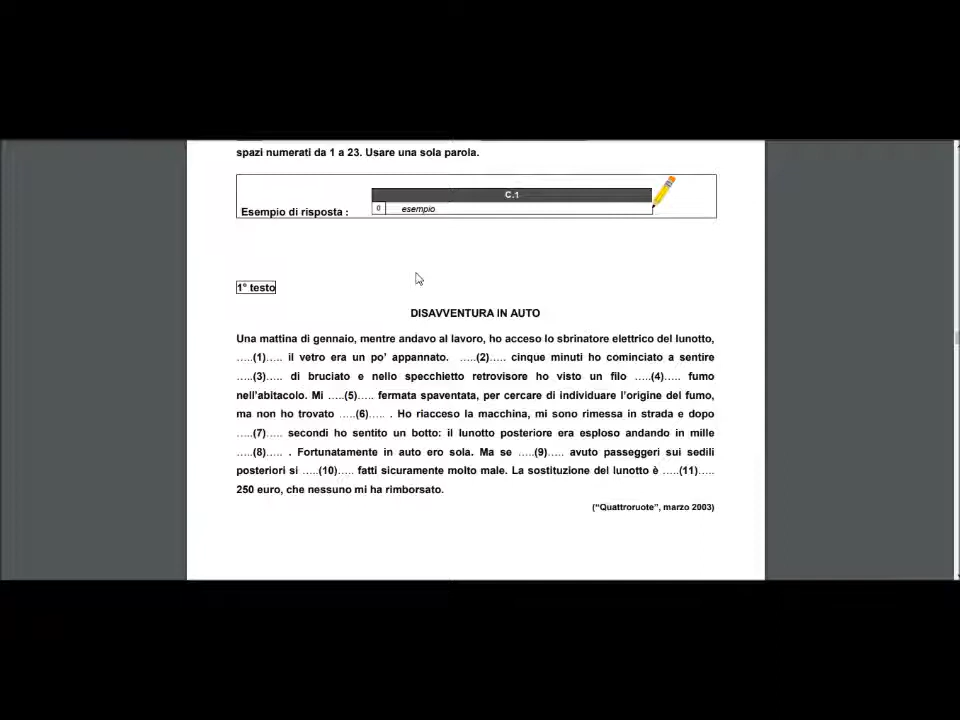 spazi numerati da 1 a 23. Usare una sola parola.
C.1
Esempio di risposta :
0 esempio
1° testo
DISAVVENTURA IN AUTO
Una mattina di gennaio, mentre andavo al lavoro, ho acceso lo sbrinatore elettrico del lunotto,
…..(1)….. il vetro era un po’ appannato. …..(2)….. cinque minuti ho cominciato a sentire
…..(3)….. di bruciato e nello specchietto retrovisore ho visto un filo …..(4)….. fumo
nell’abitacolo. Mi …..(5)….. fermata spaventata, per cercare di individuare l’origine del fumo,
ma non ho trovato …..(6)….. . Ho riacceso la macchina, mi sono rimessa in strada e dopo
…..(7)….. secondi ho sentito un botto: il lunotto posteriore era esploso andando in mille
…..(8)….. . Fortunatamente in auto ero sola. Ma se …..(9)….. avuto passeggeri sui sedili
posteriori si …..(10)….. fatti sicuramente molto male. La sostituzione del lunotto è …..(11)…..
250 euro, che nessuno mi ha rimborsato.
(“Quattroruote”, marzo 2003)